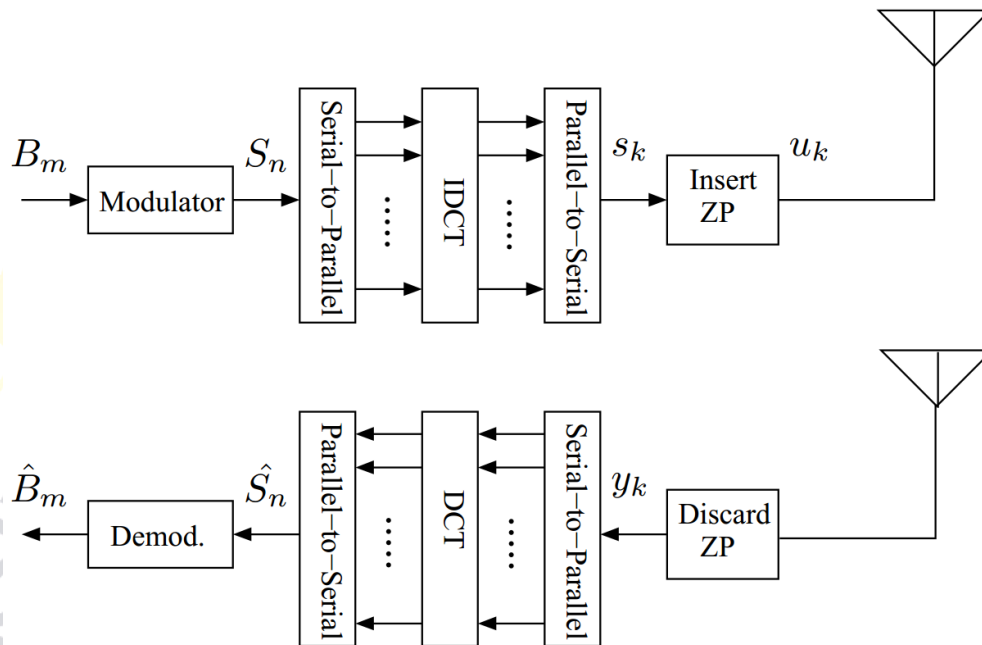 B_m
Modulator
S_n
Serial−to−Parallel
IDCT
Parallel−to−Serial
s_k
Insert
ZP
u_k
B̂_m
Demod.
Ŝ_n
Parallel−to−Serial
DCT
Serial−to−Parallel
y_k
Discard
ZP